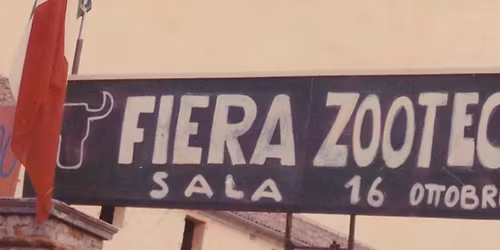 FIERA ZOOTEC
SALA 16 OTTOBR